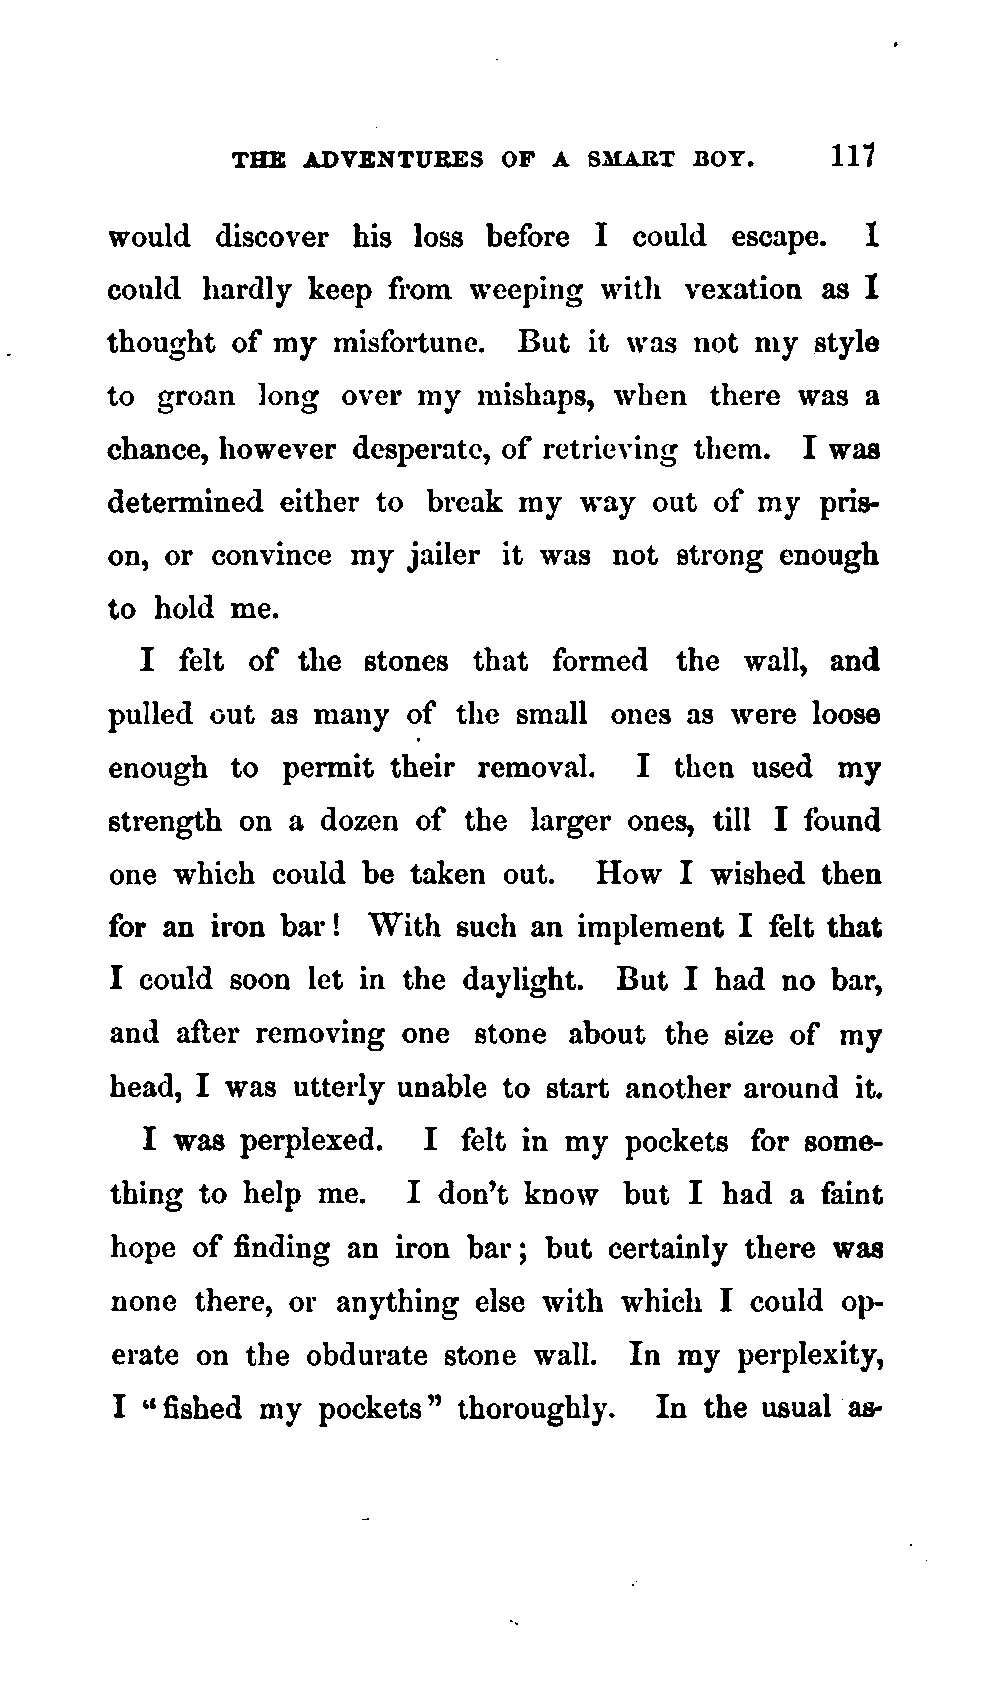 THE ADVENTURES OF A SMART BOY. 117
would discover his loss before I could escape. I
could hardly keep from weeping with vexation as I
thought of my misfortune. But it was not my style
to groan long over my mishaps, when there was a
chance, however desperate, of retrieving them. I was
determined either to break my way out of my pris-
on, or convince my jailer it was not strong enough
to hold me.
I felt of the stones that formed the wall, and
pulled out as many of the small ones as were loose
enough to permit their removal. I then used my
strength on a dozen of the larger ones, till I found
one which could be taken out. How I wished then
for an iron bar! With such an implement I felt that
I could soon let in the daylight. But I had no bar,
and after removing one stone about the size of my
head, I was utterly unable to start another around it.
I was perplexed. I felt in my pockets for some-
thing to help me. I don't know but I had a faint
hope of finding an iron bar; but certainly there was
none there, or anything else with which I could op-
erate on the obdurate stone wall. In my perplexity,
I "fished my pockets" thoroughly. In the usual as-